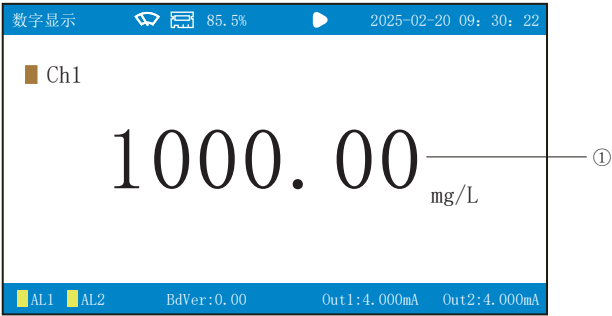 数字显示 85.5% 2025-02-20 09: 30: 22
Ch1
1000.00 ①
mg/L
AL1 AL2 BdVer:0.00 Out1:4.000mA Out2:4.000mA